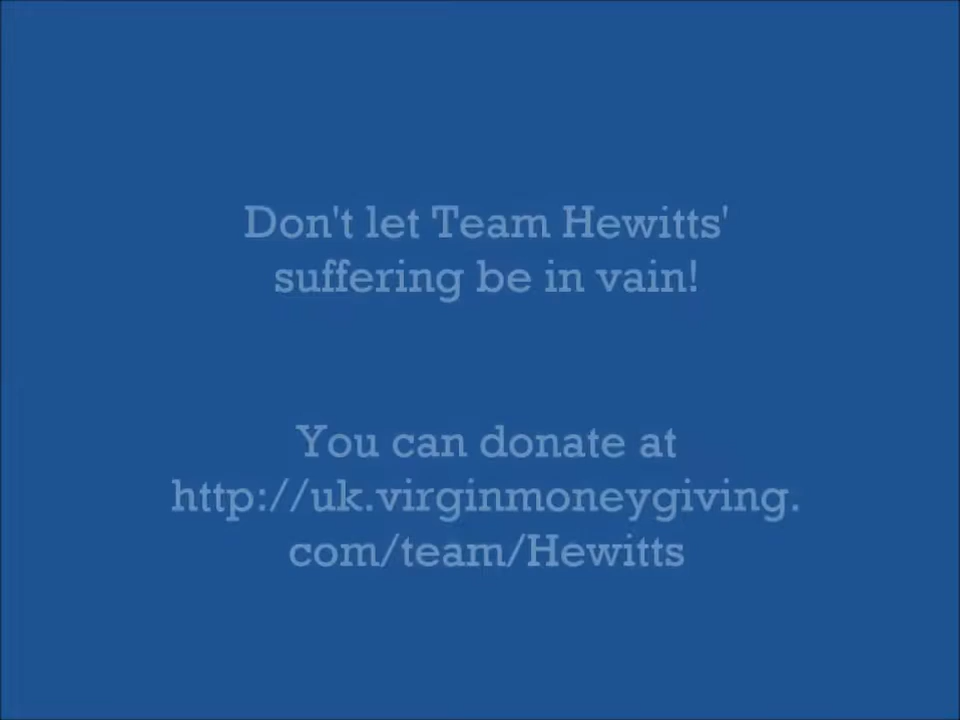 Don't let Team Hewitts'
suffering be in vain!
You can donate at
http://uk.virginmoneygiving.
com/team/Hewitts